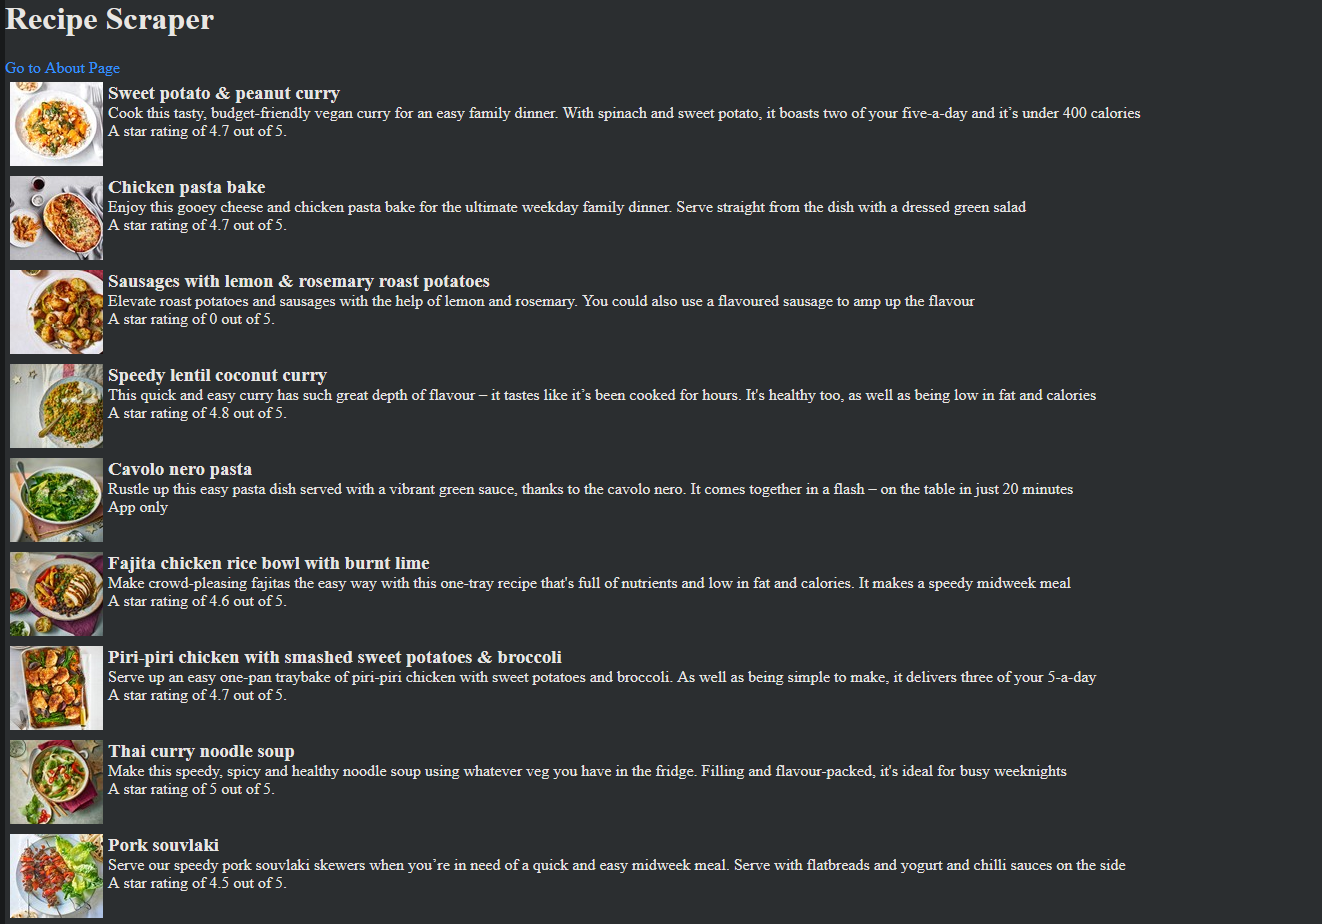 Recipe Scraper
Go to About Page
Sweet potato & peanut curry
Cook this tasty, budget-friendly vegan curry for an easy family dinner. With spinach and sweet potato, it boasts two of your five-a-day and it’s under 400 calories
A star rating of 4.7 out of 5.
Chicken pasta bake
Enjoy this gooey cheese and chicken pasta bake for the ultimate weekday family dinner. Serve straight from the dish with a dressed green salad
A star rating of 4.7 out of 5.
Sausages with lemon & rosemary roast potatoes
Elevate roast potatoes and sausages with the help of lemon and rosemary. You could also use a flavoured sausage to amp up the flavour
A star rating of 0 out of 5.
Speedy lentil coconut curry
This quick and easy curry has such great depth of flavour – it tastes like it’s been cooked for hours. It's healthy too, as well as being low in fat and calories
A star rating of 4.8 out of 5.
Cavolo nero pasta
Rustle up this easy pasta dish served with a vibrant green sauce, thanks to the cavolo nero. It comes together in a flash – on the table in just 20 minutes
App only
Fajita chicken rice bowl with burnt lime
Make crowd-pleasing fajitas the easy way with this one-tray recipe that's full of nutrients and low in fat and calories. It makes a speedy midweek meal
A star rating of 4.6 out of 5.
Piri-piri chicken with smashed sweet potatoes & broccoli
Serve up an easy one-pan traybake of piri-piri chicken with sweet potatoes and broccoli. As well as being simple to make, it delivers three of your 5-a-day
A star rating of 4.7 out of 5.
Thai curry noodle soup
Make this speedy, spicy and healthy noodle soup using whatever veg you have in the fridge. Filling and flavour-packed, it's ideal for busy weeknights
A star rating of 5 out of 5.
Pork souvlaki
Serve our speedy pork souvlaki skewers when you’re in need of a quick and easy midweek meal. Serve with flatbreads and yogurt and chilli sauces on the side
A star rating of 4.5 out of 5.